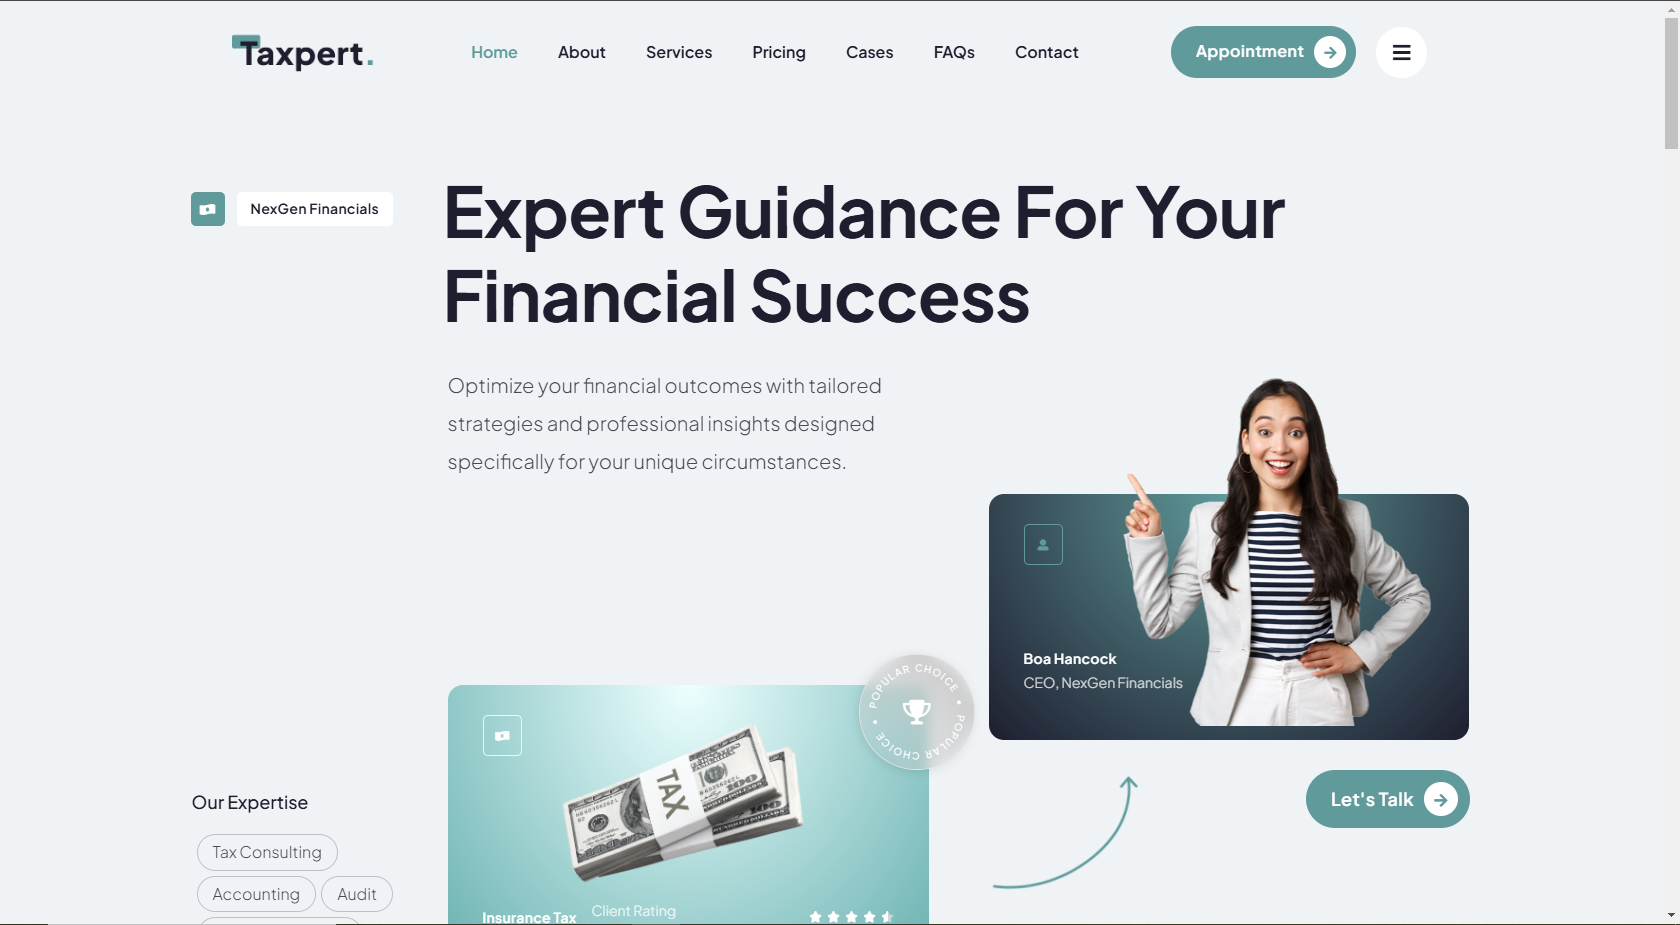 Taxpert.
Home About Services Pricing Cases FAQs Contact
Appointment
NexGen Financials
Expert Guidance For Your
Financial Success
Optimize your financial outcomes with tailored
strategies and professional insights designed
specifically for your unique circumstances.
Boa Hancock
CEO, NexGen Financials
POPULAR CHOICE • POPULAR CHOICE •
TAX
Let's Talk
Our Expertise
Tax Consulting
Accounting Audit
Insurance Tax Client Rating